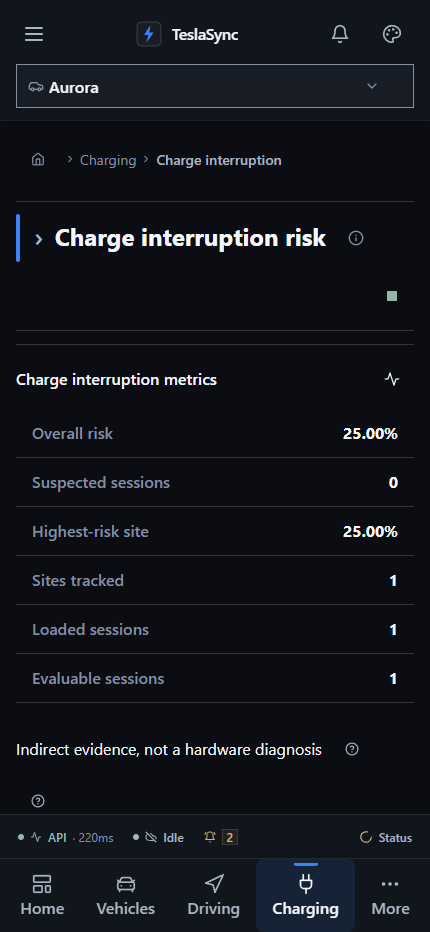 TeslaSync
Aurora
Charging
Charge interruption
Charge interruption risk
Charge interruption metrics
Overall risk 25.00%
Suspected sessions 0
Highest-risk site 25.00%
Sites tracked 1
Loaded sessions 1
Evaluable sessions 1
Indirect evidence, not a hardware diagnosis
API · 220ms Idle 2 Status
Home Vehicles Driving Charging More